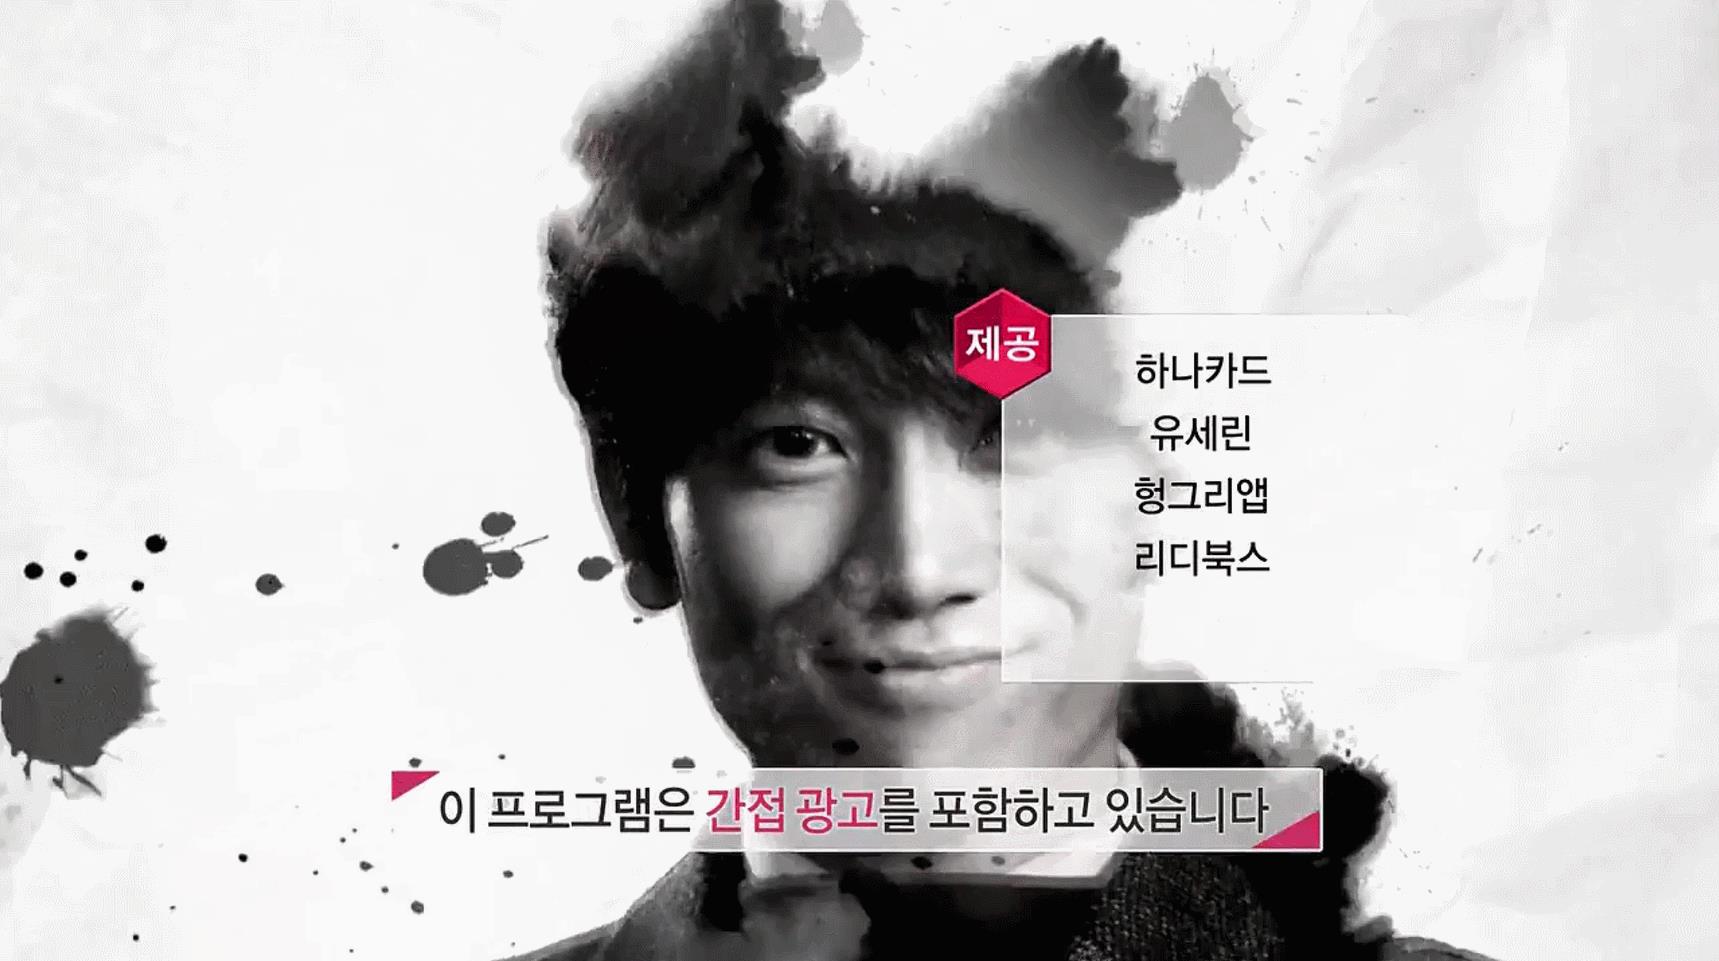 제공
하나카드
유세린
헝그리앱
리디북스
이 프로그램은 간접 광고를 포함하고 있습니다